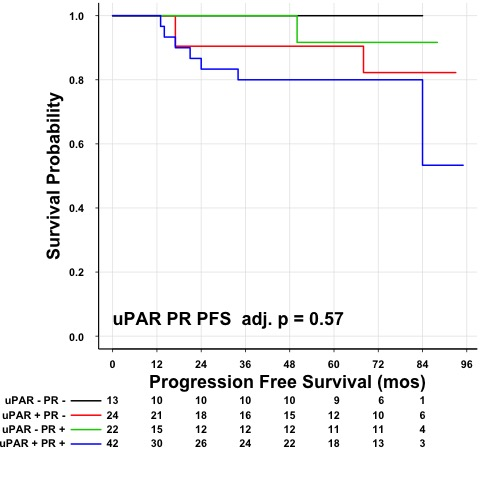 Survival Probability
1.0
0.8
0.6
0.4
0.2
0.0
uPAR PR PFS adj. p = 0.57
0 12 24 36 48 60 72 84 96
Progression Free Survival (mos)
uPAR - PR - 13 10 10 10 10 9 6 1
uPAR + PR - 24 21 18 16 15 12 10 6
uPAR - PR + 22 15 12 12 12 11 11 4
uPAR + PR + 42 30 26 24 22 18 13 3